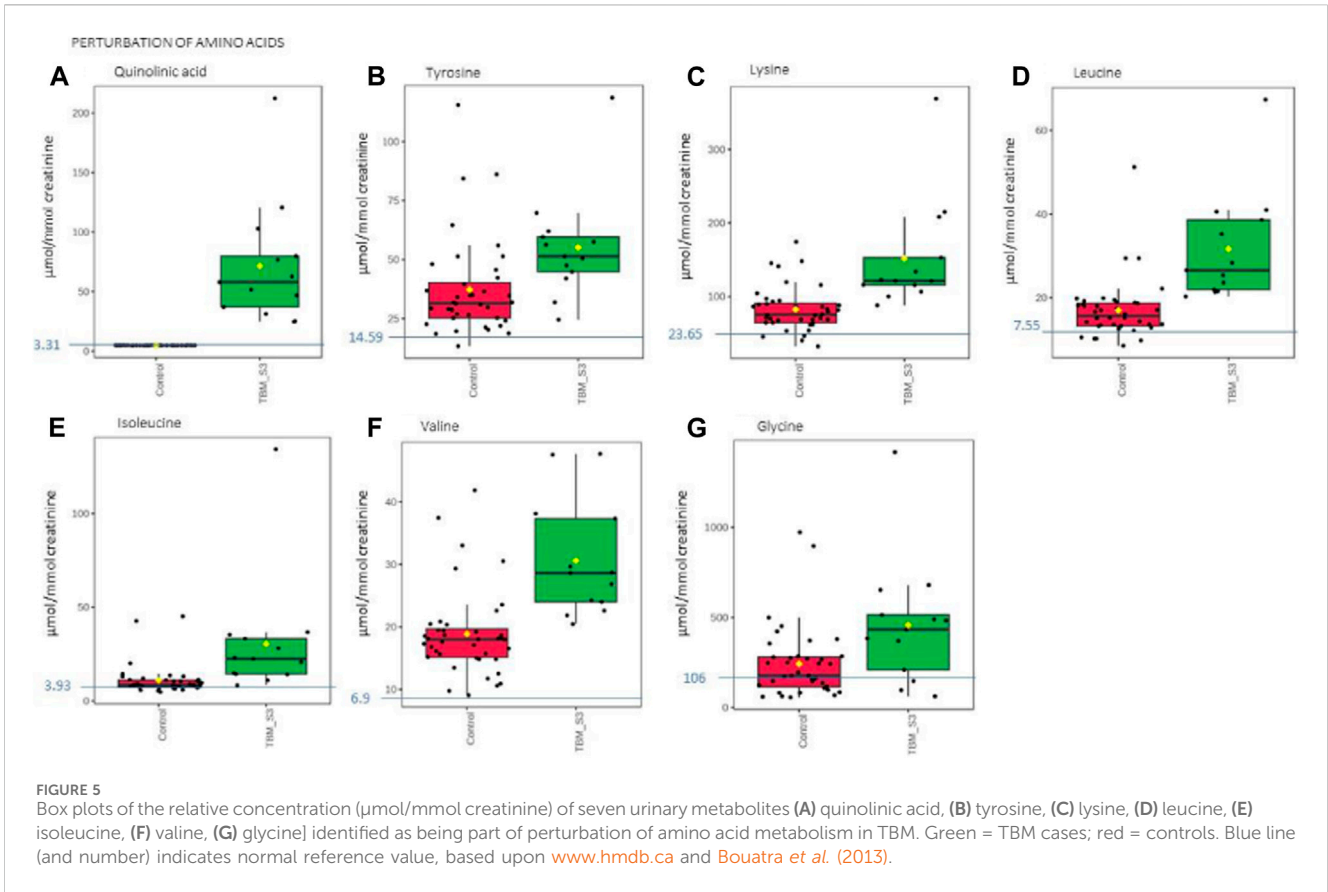 PERTURBATION OF AMINO ACIDS
A
Quinolinic acid
µmol/mmol creatinine
200
150
100
50
3.31
0
Control
TBM_S3
B
Tyrosine
µmol/mmol creatinine
100
75
50
25
14.59
Control
TBM_S3
C
Lysine
µmol/mmol creatinine
300
200
100
23.65
Control
TBM_S3
D
Leucine
µmol/mmol creatinine
60
40
20
7.55
Control
TBM_S3
E
Isoleucine
µmol/mmol creatinine
100
50
3.93
0
Control
TBM_S3
F
Valine
µmol/mmol creatinine
40
30
20
10
6.9
Control
TBM_S3
G
Glycine
µmol/mmol creatinine
1000
500
106
0
Control
TBM_S3
FIGURE 5
Box plots of the relative concentration (µmol/mmol creatinine) of seven urinary metabolites (A) quinolinic acid, (B) tyrosine, (C) lysine, (D) leucine, (E)
isoleucine, (F) valine, (G) glycine] identified as being part of perturbation of amino acid metabolism in TBM. Green = TBM cases; red = controls. Blue line
(and number) indicates normal reference value, based upon www.hmdb.ca and Bouatra et al. (2013).